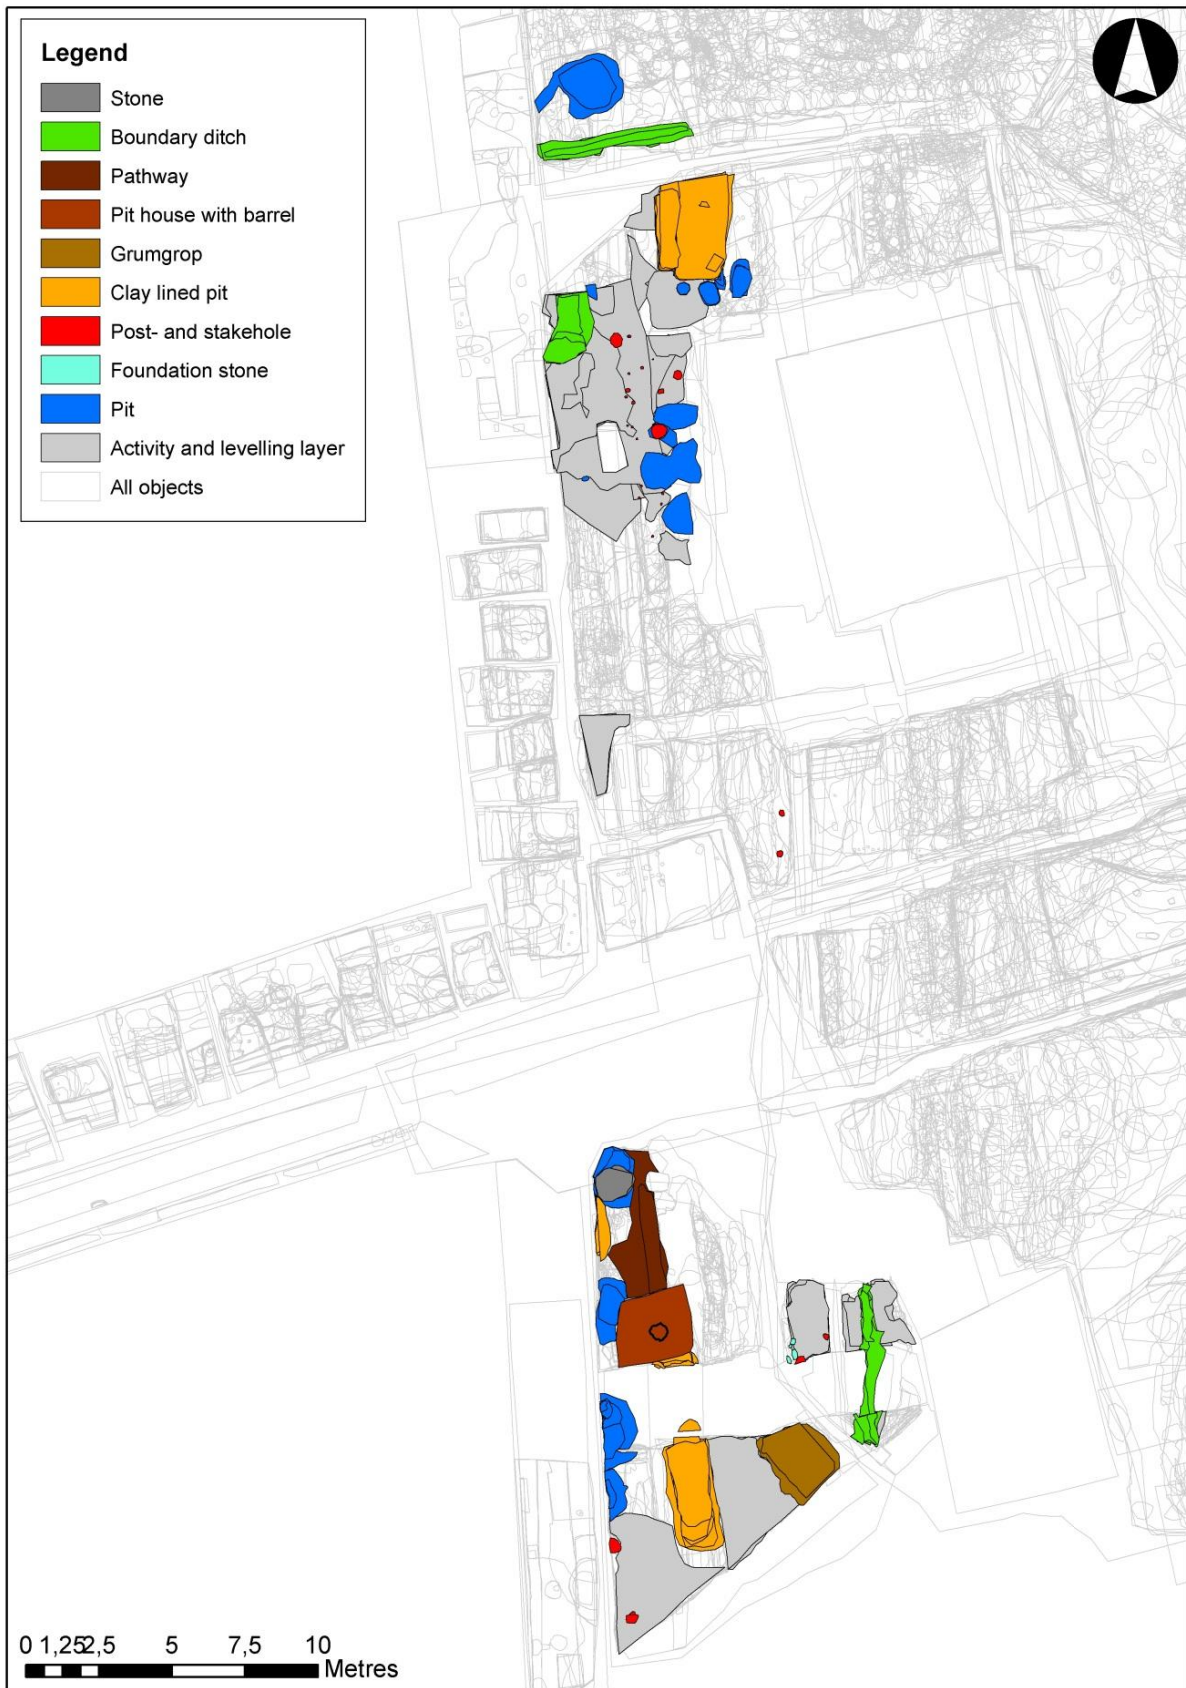 Legend
Stone
Boundary ditch
Pathway
Pit house with barrel
Grumgrop
Clay lined pit
Post- and stakehole
Foundation stone
Pit
Activity and levelling layer
All objects
0 1,25 2,5 5 7,5 10
Metres